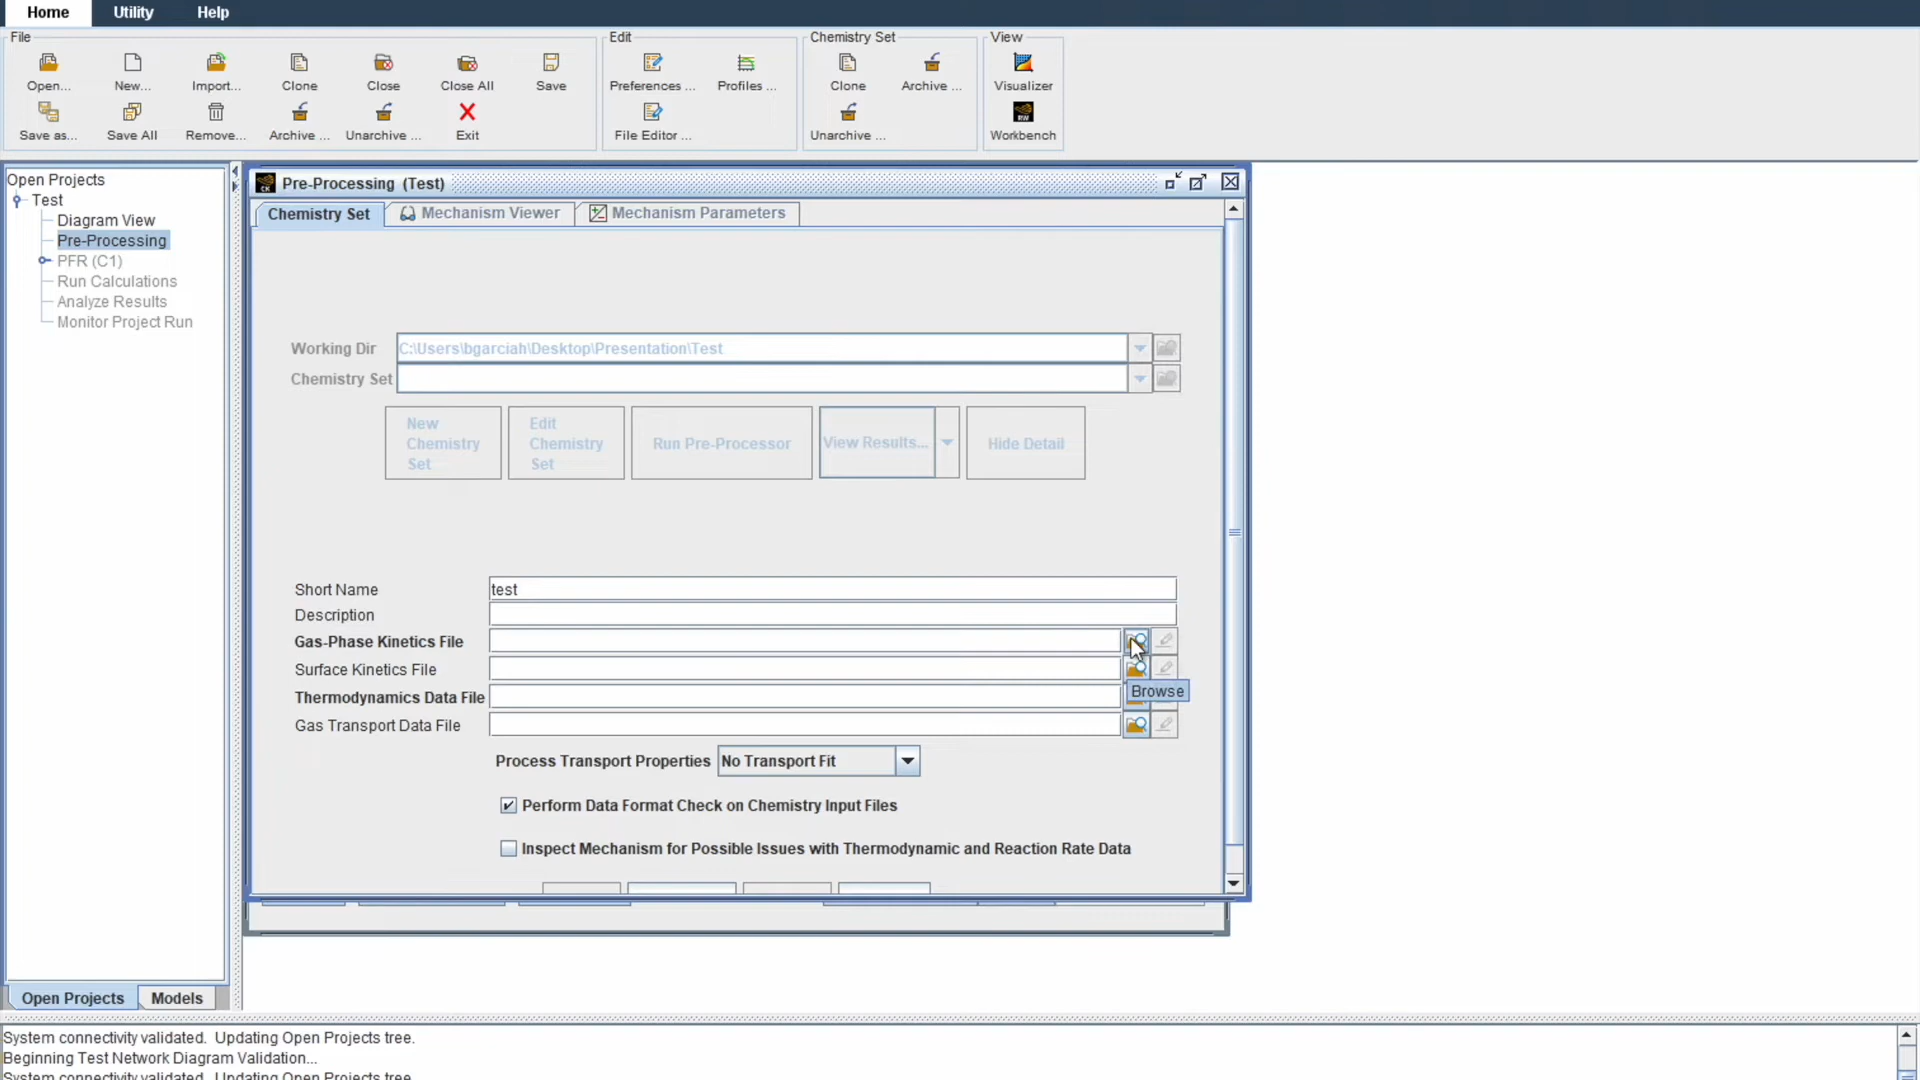 Home Utility Help
File Edit Chemistry Set View
Open... New... Import... Clone Close Close All Save Preferences ... Profiles ... Clone Archive ... Visualizer
Save as... Save All Remove... Archive ... Unarchive ... Exit File Editor ... Unarchive ... Workbench
Open Projects
Test
Diagram View
Pre-Processing
PFR (C1)
Run Calculations
Analyze Results
Monitor Project Run
Pre-Processing (Test)
Chemistry Set Mechanism Viewer Mechanism Parameters
Working Dir C:\Users\bgarciah\Desktop\Presentation\Test
Chemistry Set
New Chemistry Set
Edit Chemistry Set
Run Pre-Processor
View Results...
Hide Detail
Short Name test
Description
Gas-Phase Kinetics File
Surface Kinetics File
Browse
Thermodynamics Data File
Gas Transport Data File
Process Transport Properties No Transport Fit
Perform Data Format Check on Chemistry Input Files
Inspect Mechanism for Possible Issues with Thermodynamic and Reaction Rate Data
Open Projects Models
System connectivity validated. Updating Open Projects tree.
Beginning Test Network Diagram Validation...
System connectivity validated. Updating Open Projects tree.